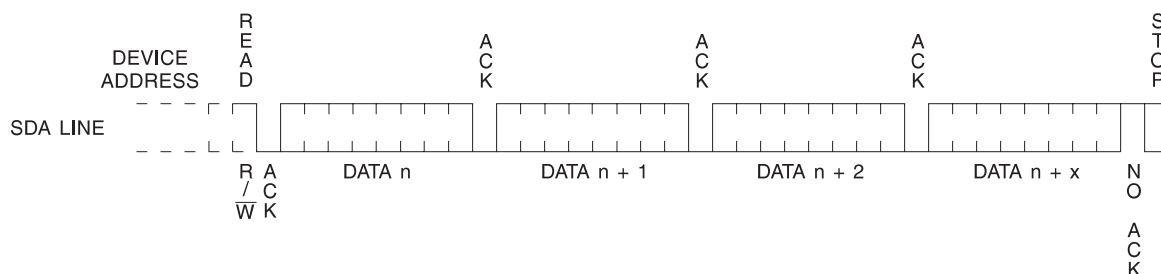 READ
ACK
ACK
ACK
STOP
DEVICE
ADDRESS
SDA LINE
R/W
ACK
DATA n
DATA n + 1
DATA n + 2
DATA n + x
NO ACK